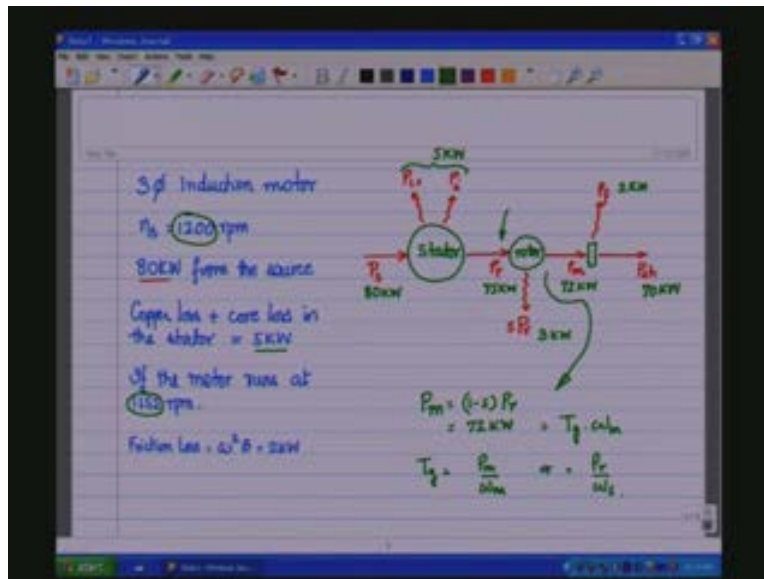 3φ Induction motor
ns = 1200 rpm
80KW from the source
Copper loss + core loss in
the stator = 5KW
If the motor runs at
1152 rpm.
Friction Loss = ω²B = 2KW
5KW
Pf 2KW
Stator
rotor
Ps
80KW
Pr
75KW
Pm
72KW
Psh
70KW
sPr 3KW
Pm = (1-s) Pr
= 72KW = Tg · ωm
Tg = Pm/ωm or = Pr/ωs.